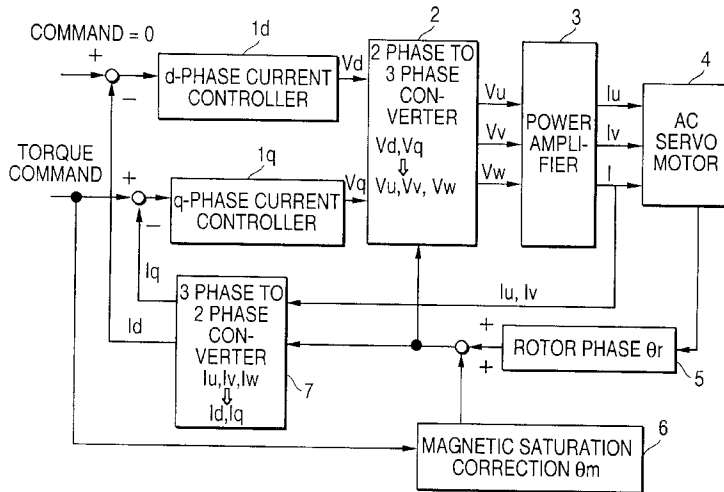 COMMAND = 0
+
−
1d
d-PHASE CURRENT
CONTROLLER
Vd
2
2 PHASE TO
3 PHASE
CON-
VERTER
Vd,Vq
⇩
Vu,Vv, Vw
Vu
Vv
Vw
3
POWER
AMPLI-
FIER
Iu
Iv
I
4
AC
SERVO
MOTOR
TORQUE
COMMAND
+
−
1q
q-PHASE CURRENT
CONTROLLER
Vq
Iq
Id
3 PHASE TO
2 PHASE
CON-
VERTER
Iu,Iv,Iw
⇩
Id,Iq
7
Iu, Iv
+
+
ROTOR PHASE θr
5
6
MAGNETIC SATURATION
CORRECTION θm